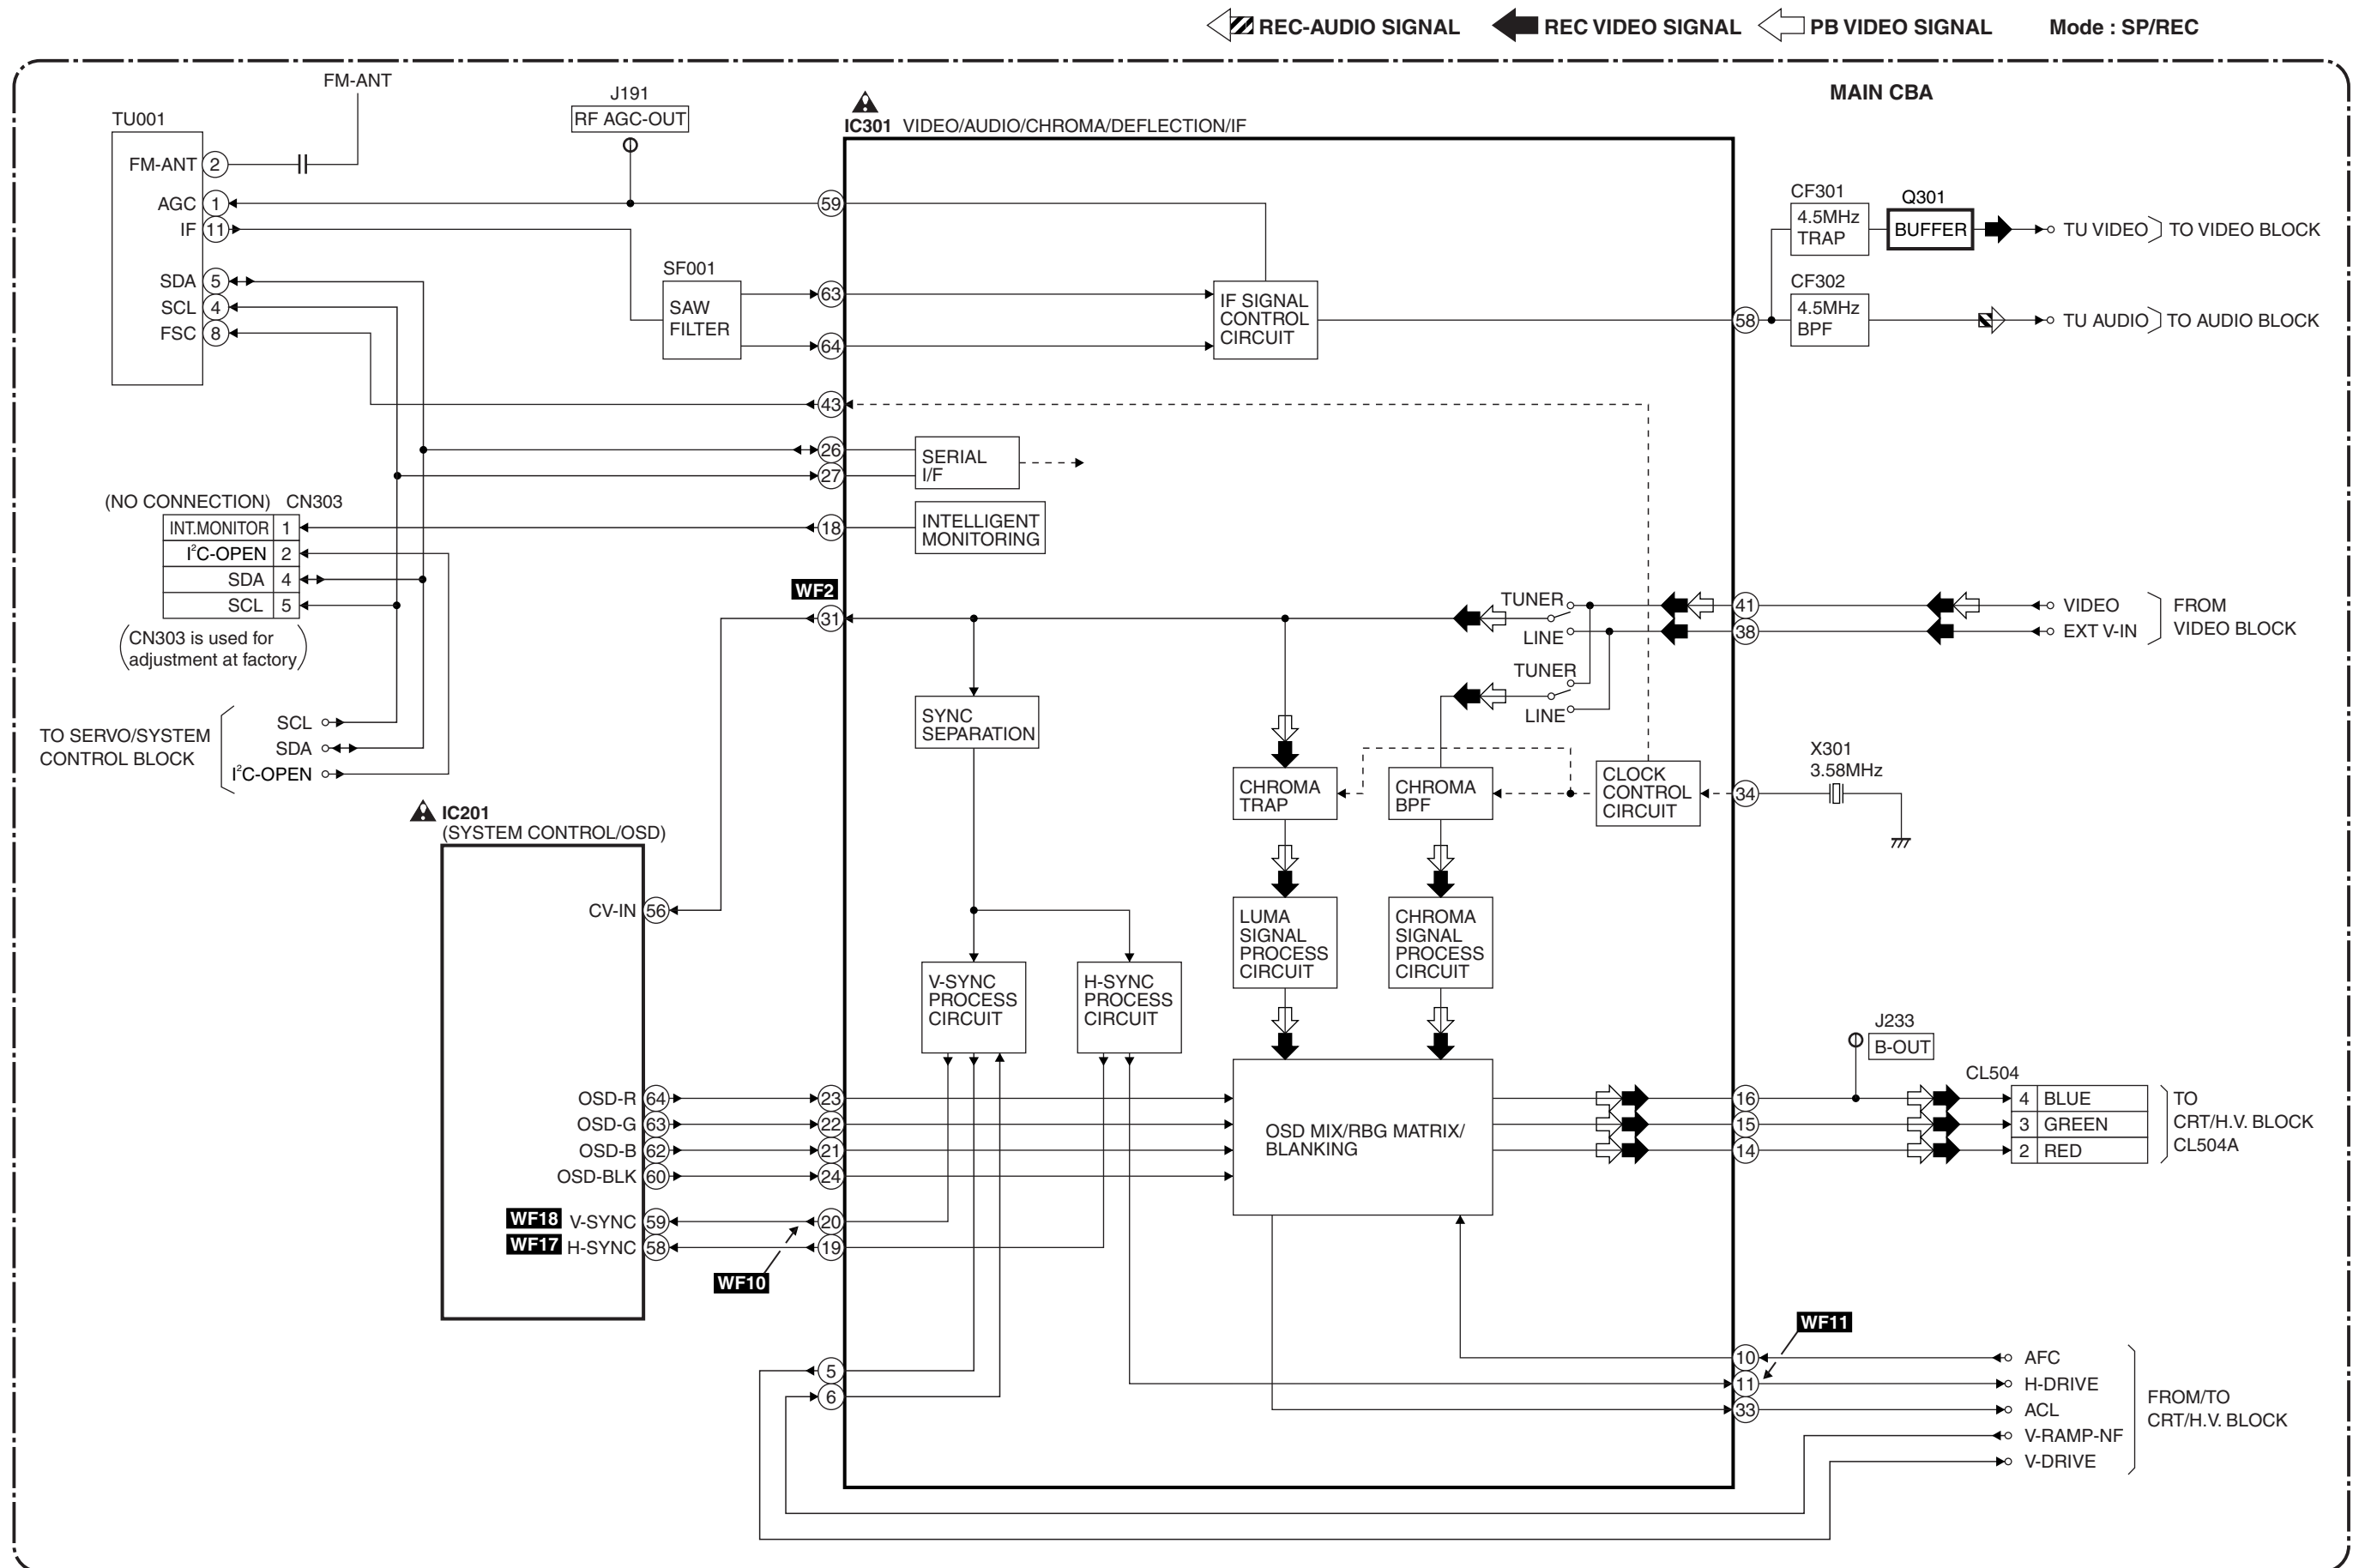 REC-AUDIO SIGNAL REC VIDEO SIGNAL PB VIDEO SIGNAL Mode : SP/REC
MAIN CBA
FM-ANT
TU001
FM-ANT 2
AGC 1
IF 11
SDA 5
SCL 4
FSC 8
J191
RF AGC-OUT
SF001
SAW
FILTER
IC301 VIDEO/AUDIO/CHROMA/DEFLECTION/IF
59
63
64
43
26
27
18
WF2
31
IF SIGNAL
CONTROL
CIRCUIT
58
CF301
4.5MHz
TRAP
Q301
BUFFER
TU VIDEO TO VIDEO BLOCK
CF302
4.5MHz
BPF
TU AUDIO TO AUDIO BLOCK
SERIAL
I/F
INTELLIGENT
MONITORING
(NO CONNECTION) CN303
INT.MONITOR 1
I²C-OPEN 2
SDA 4
SCL 5
(CN303 is used for
adjustment at factory)
TO SERVO/SYSTEM
CONTROL BLOCK
SCL
SDA
I²C-OPEN
TUNER
LINE
TUNER
LINE
41 VIDEO
38 EXT V-IN
FROM
VIDEO BLOCK
SYNC
SEPARATION
CHROMA
TRAP
CHROMA
BPF
CLOCK
CONTROL
CIRCUIT
34
X301
3.58MHz
IC201
(SYSTEM CONTROL/OSD)
CV-IN 56
LUMA
SIGNAL
PROCESS
CIRCUIT
CHROMA
SIGNAL
PROCESS
CIRCUIT
V-SYNC
PROCESS
CIRCUIT
H-SYNC
PROCESS
CIRCUIT
OSD-R 64 23
OSD-G 63 22
OSD-B 62 21
OSD-BLK 60 24
WF18 V-SYNC 59 20
WF17 H-SYNC 58 19
WF10
OSD MIX/RBG MATRIX/
BLANKING
J233
B-OUT
CL504
16 4 BLUE
15 3 GREEN
14 2 RED
TO
CRT/H.V. BLOCK
CL504A
WF11
5
6
10 AFC
11 H-DRIVE
33 ACL
V-RAMP-NF
V-DRIVE
FROM/TO
CRT/H.V. BLOCK